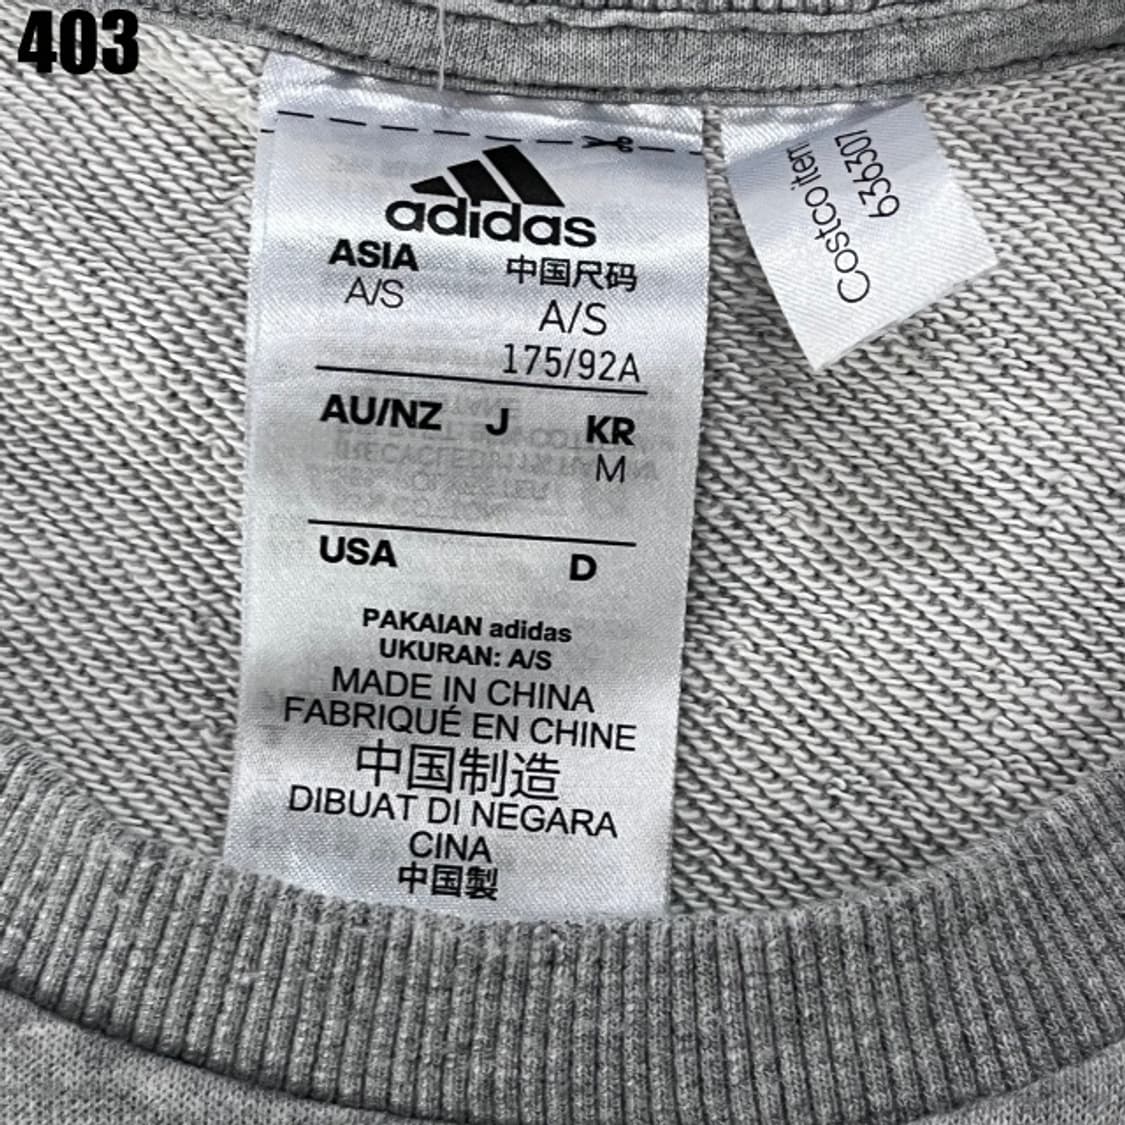 403
adidas
ASIA 中国尺码
A/S A/S
175/92A
AU/NZ J KR
M
USA D
PAKAIAN adidas
UKURAN: A/S
MADE IN CHINA
FABRIQUÉ EN CHINE
中国制造
DIBUAT DI NEGARA
CINA
中国製
Costco item
636307